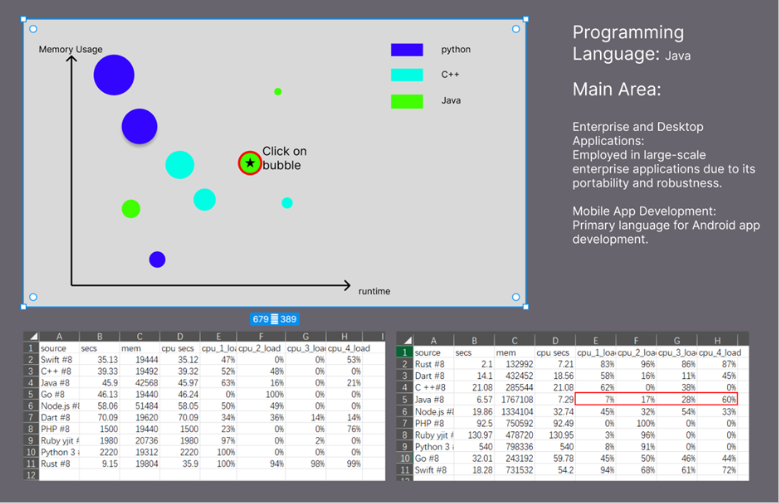 Memory Usage
python
C++
Java
Click on
bubble
runtime
679 389
Programming
Language: Java
Main Area:
Enterprise and Desktop
Applications:
Employed in large-scale
enterprise applications due to its
portability and robustness.
Mobile App Development:
Primary language for Android app
development.
A B C D E F G H I
1 source secs mem cpu secs cpu_1_loa cpu_2_load cpu_3_load cpu_4_load
2 Swift #8 35.13 19444 35.12 47% 0% 0% 53%
3 C++ #8 39.33 19492 39.32 52% 48% 0% 0%
4 Java #8 45.9 42568 45.97 63% 16% 0% 21%
5 Go #8 46.13 19440 46.24 0% 100% 0% 0%
6 Node.js #8 58.06 51484 58.05 50% 49% 0% 0%
7 Dart #8 70.09 19620 70.09 34% 36% 14% 14%
8 PHP #8 1500 19440 1500 23% 0% 0% 76%
9 Ruby yjit # 1980 20736 1980 97% 0% 2% 0%
10 Python 3 2220 19312 2220 100% 0% 0% 0%
11 Rust #8 9.15 19804 35.9 100% 94% 98% 99%
12
A B C D E F G H
1 source secs mem cpu secs cpu_1_loa cpu_2_loa cpu_3_loa cpu_4_load
2 Rust #8 2.1 132992 7.21 83% 96% 86% 87%
3 Dart #8 14.1 432452 18.56 58% 16% 11% 45%
4 C ++#8 21.08 285544 21.08 62% 0% 38% 0%
5 Java #8 6.57 1767108 7.29 7% 17% 28% 60%
6 Node.js #8 19.86 1334104 32.74 45% 32% 54% 33%
7 PHP #8 92.5 750592 92.49 0% 100% 0% 0%
8 Ruby yjit # 130.97 478720 130.95 3% 96% 0% 0%
9 Python 3 540 798336 540 8% 91% 0% 0%
10 Go #8 32.01 243192 59.78 45% 50% 46% 44%
11 Swift #8 18.28 731532 54.2 94% 68% 61% 72%